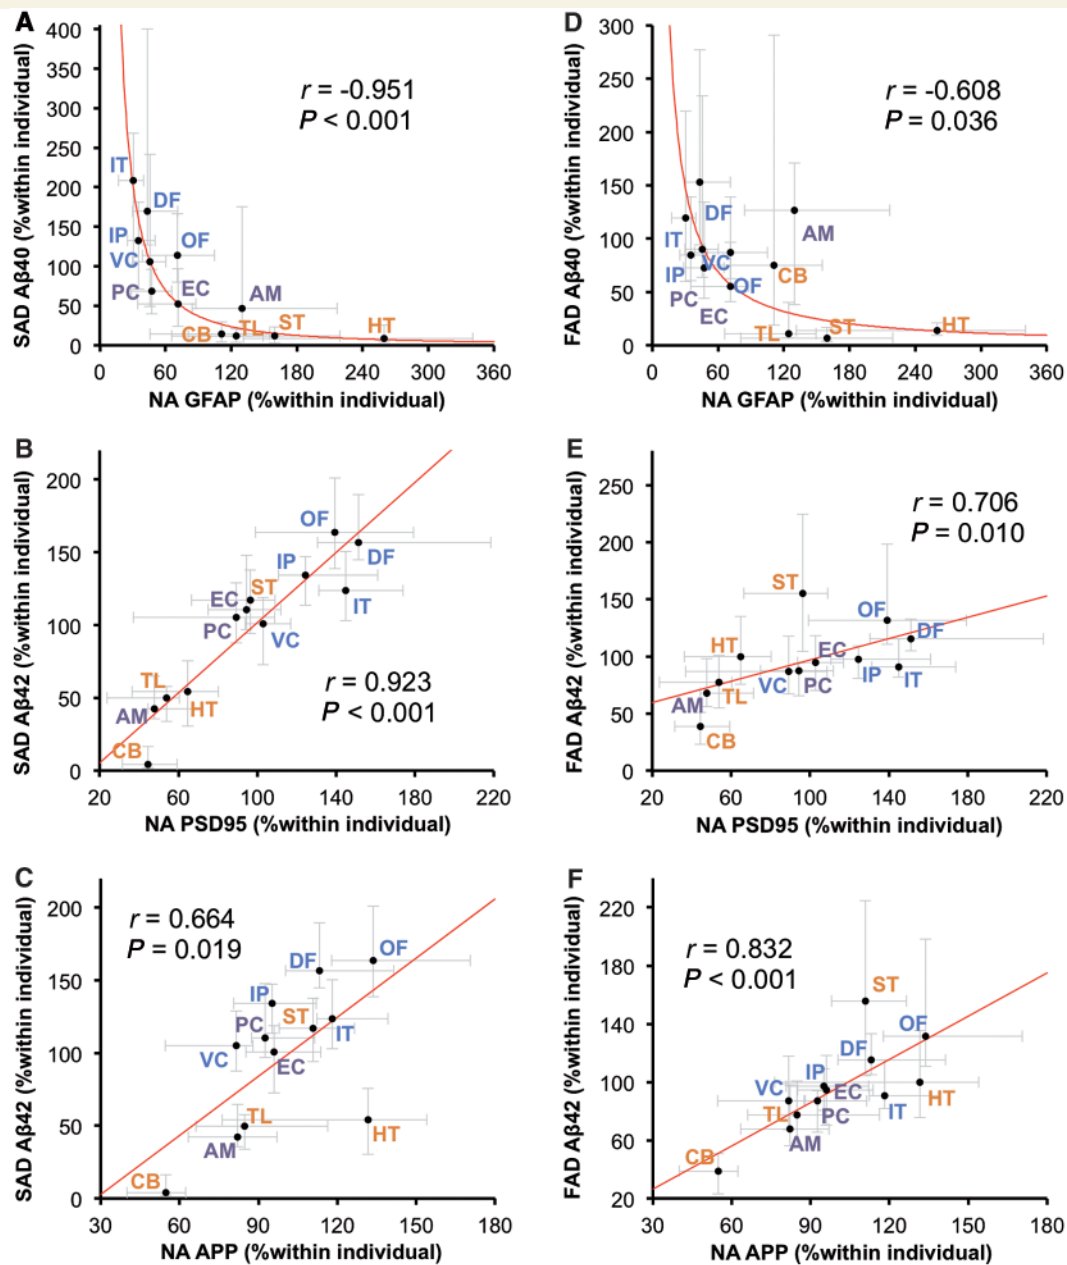 A
SAD Aβ40 (%within individual)
400
350
300
250
200
150
100
50
0
r = -0.951
P < 0.001
IT
DF
IP
OF
VC
PC
EC
AM
CB
TL
ST
HT
0 60 120 180 240 300 360
NA GFAP (%within individual)
D
FAD Aβ40 (%within individual)
300
250
200
150
100
50
0
r = -0.608
P = 0.036
DF
IT
AM
VC
IP
CB
OF
PC
EC
TL
ST
HT
0 60 120 180 240 300 360
NA GFAP (%within individual)
B
SAD Aβ42 (%within individual)
200
150
100
50
0
OF
DF
IP
ST
IT
EC
PC
VC
TL
AM
HT
CB
r = 0.923
P < 0.001
20 60 100 140 180 220
NA PSD95 (%within individual)
E
FAD Aβ42 (%within individual)
250
200
150
100
50
0
r = 0.706
P = 0.010
ST
OF
DF
HT
EC
VC
PC
IP
IT
TL
AM
CB
20 60 100 140 180 220
NA PSD95 (%within individual)
C
SAD Aβ42 (%within individual)
200
150
100
50
0
r = 0.664
P = 0.019
OF
DF
IP
PC
ST
IT
VC
EC
TL
HT
AM
CB
30 60 90 120 150 180
NA APP (%within individual)
F
FAD Aβ42 (%within individual)
220
180
140
100
60
20
r = 0.832
P < 0.001
ST
OF
DF
IP
VC
EC
HT
TL
PC
IT
AM
CB
30 60 90 120 150 180
NA APP (%within individual)